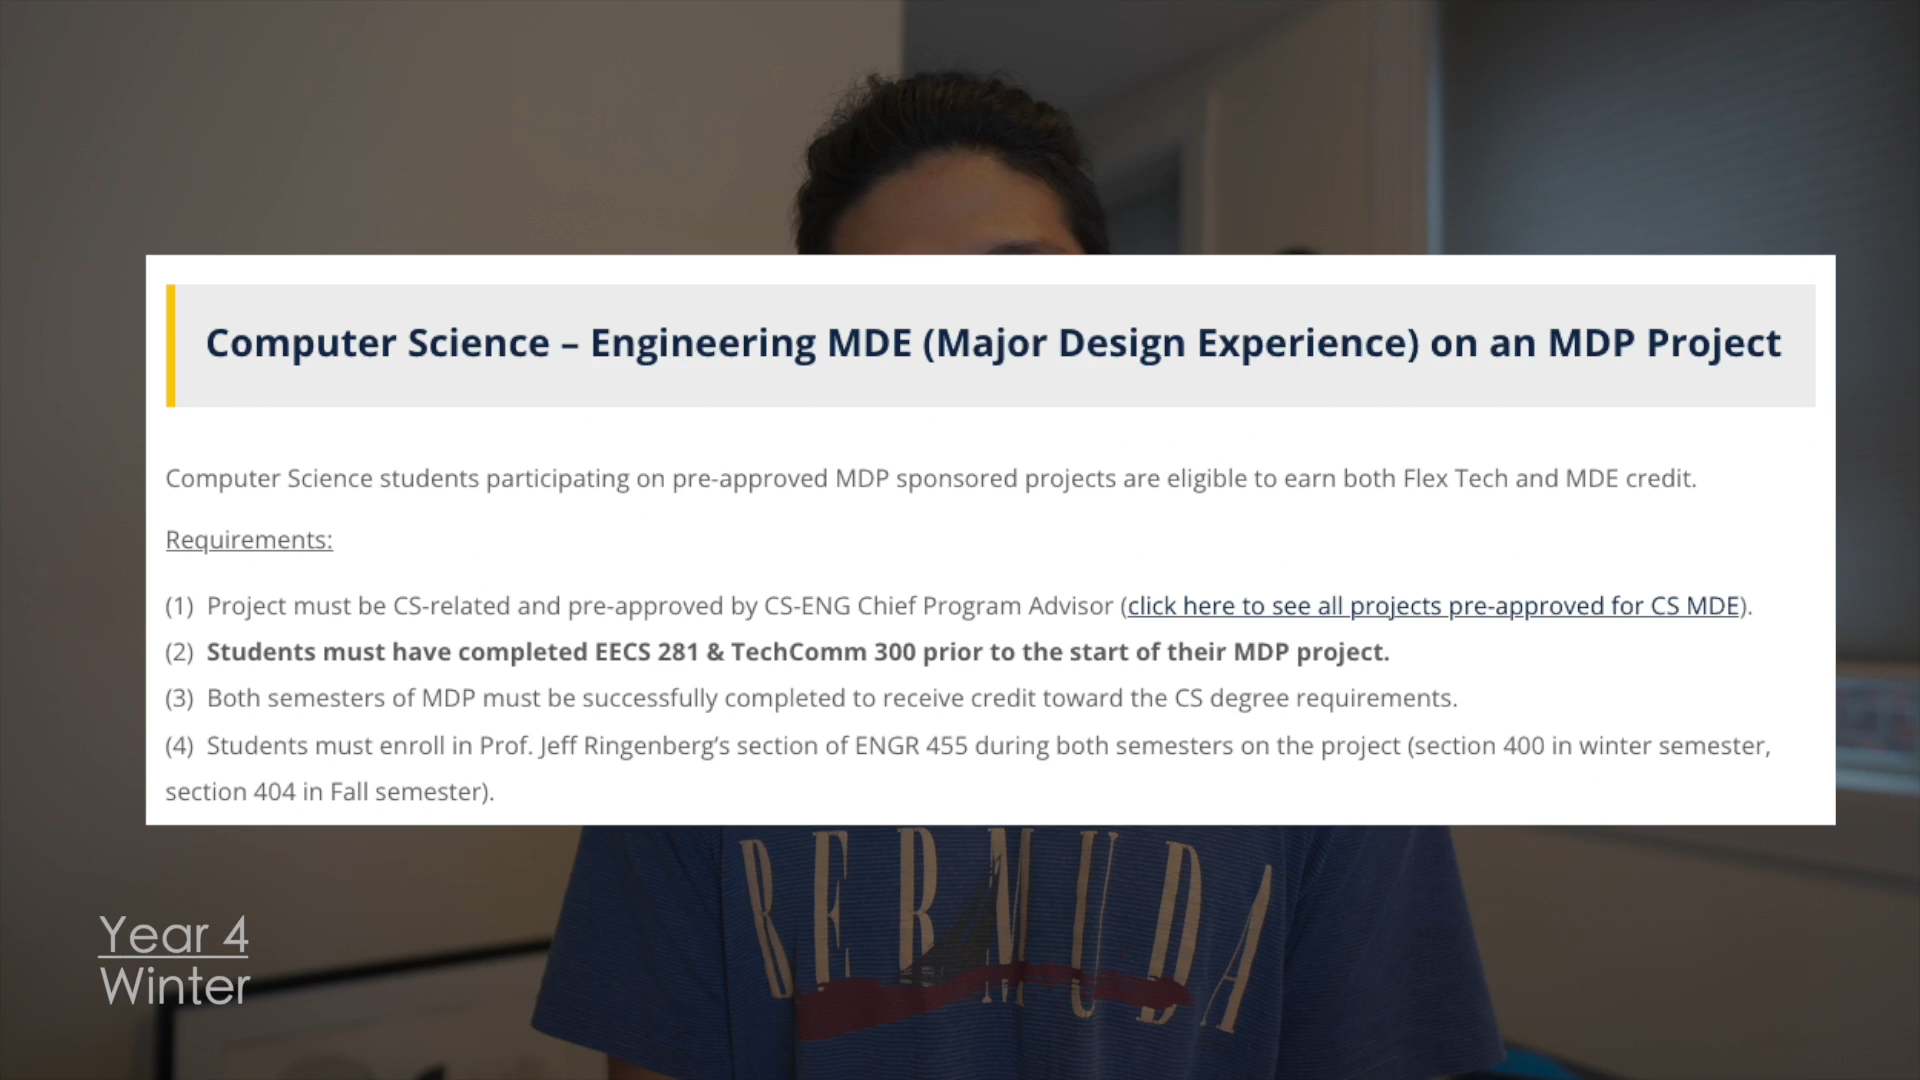 Computer Science – Engineering MDE (Major Design Experience) on an MDP Project
Computer Science students participating on pre-approved MDP sponsored projects are eligible to earn both Flex Tech and MDE credit.
Requirements:
(1) Project must be CS-related and pre-approved by CS-ENG Chief Program Advisor (click here to see all projects pre-approved for CS MDE).
(2) Students must have completed EECS 281 & TechComm 300 prior to the start of their MDP project.
(3) Both semesters of MDP must be successfully completed to receive credit toward the CS degree requirements.
(4) Students must enroll in Prof. Jeff Ringenberg’s section of ENGR 455 during both semesters on the project (section 400 in winter semester,
section 404 in Fall semester).
BERMUDA
Year 4
Winter